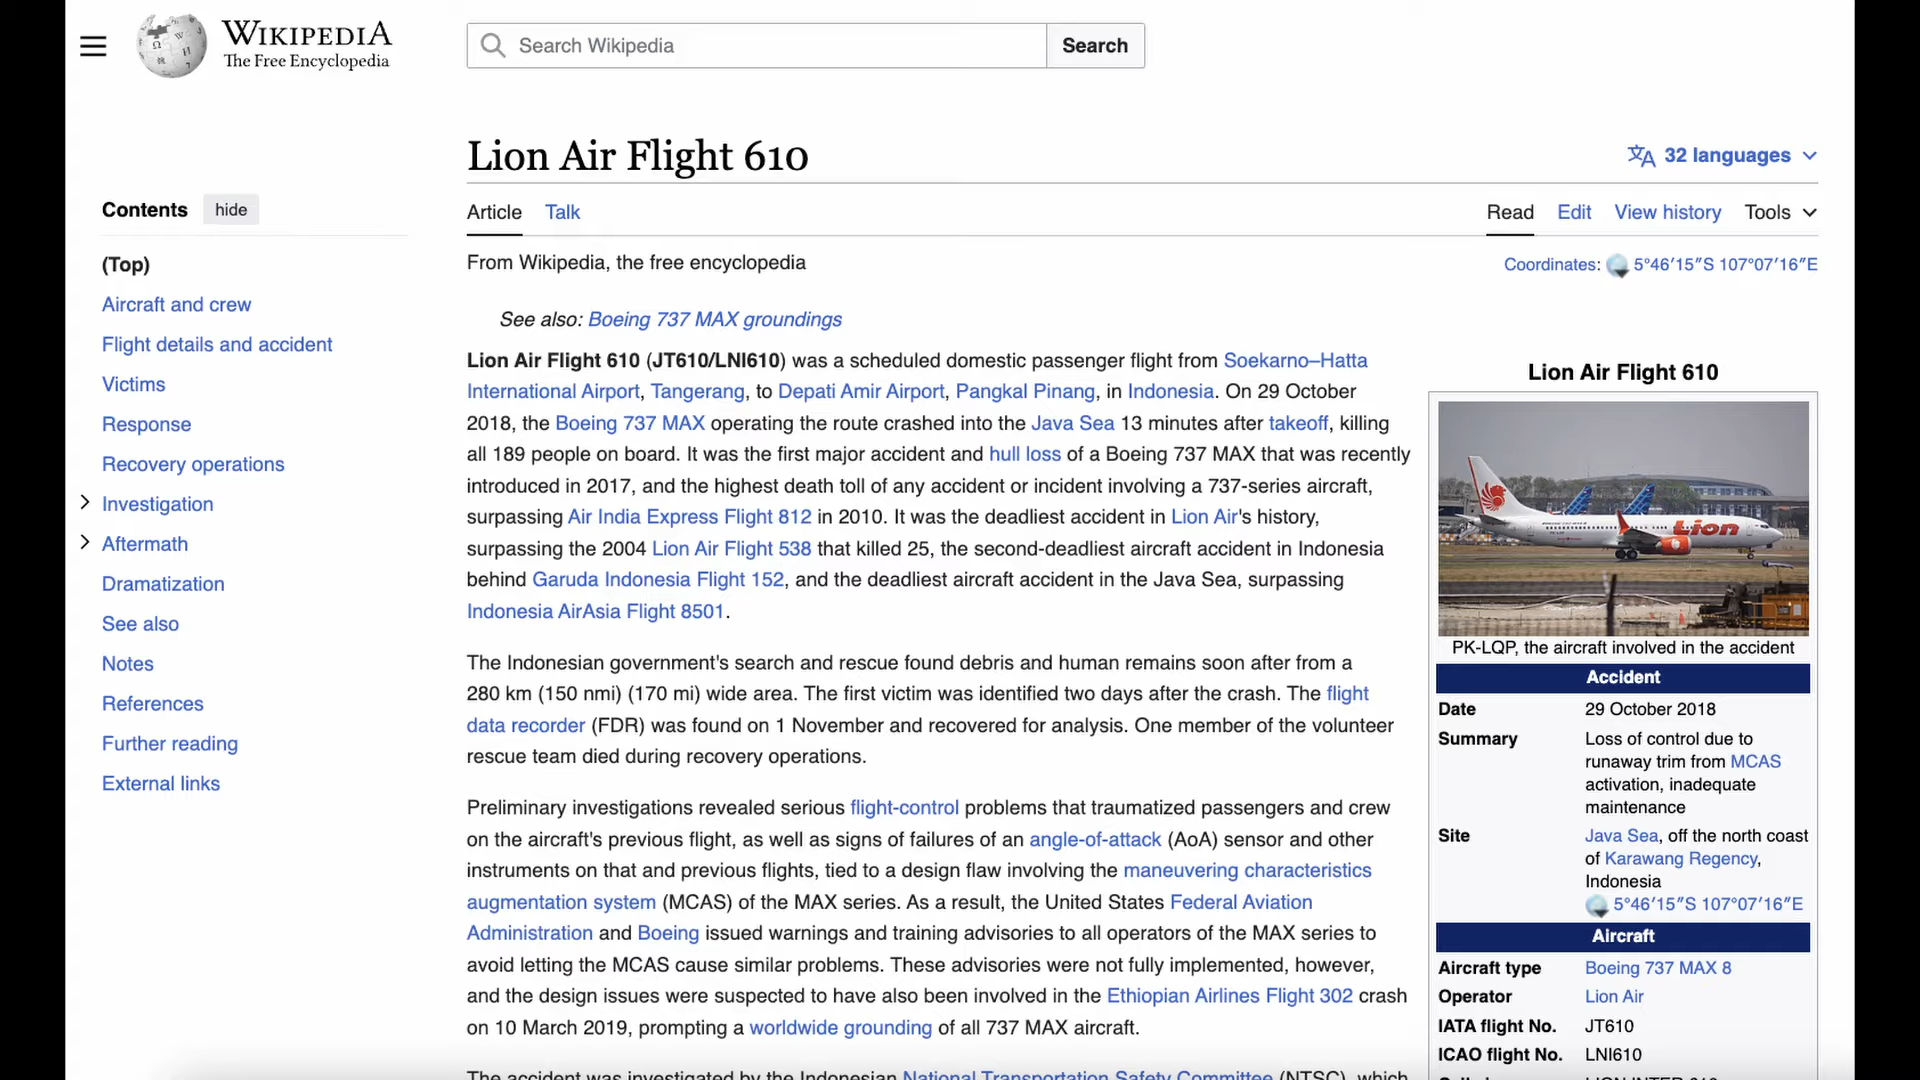 WIKIPEDIA
The Free Encyclopedia
Search Wikipedia
Search
Lion Air Flight 610
32 languages
Contents
hide
(Top)
Aircraft and crew
Flight details and accident
Victims
Response
Recovery operations
Investigation
Aftermath
Dramatization
See also
Notes
References
Further reading
External links
Article
Talk
Read
Edit
View history
Tools
From Wikipedia, the free encyclopedia
Coordinates: 5°46′15″S 107°07′16″E
See also: Boeing 737 MAX groundings
Lion Air Flight 610 (JT610/LNI610) was a scheduled domestic passenger flight from Soekarno–Hatta
International Airport, Tangerang, to Depati Amir Airport, Pangkal Pinang, in Indonesia. On 29 October
2018, the Boeing 737 MAX operating the route crashed into the Java Sea 13 minutes after takeoff, killing
all 189 people on board. It was the first major accident and hull loss of a Boeing 737 MAX that was recently
introduced in 2017, and the highest death toll of any accident or incident involving a 737-series aircraft,
surpassing Air India Express Flight 812 in 2010. It was the deadliest accident in Lion Air's history,
surpassing the 2004 Lion Air Flight 538 that killed 25, the second-deadliest aircraft accident in Indonesia
behind Garuda Indonesia Flight 152, and the deadliest aircraft accident in the Java Sea, surpassing
Indonesia AirAsia Flight 8501.
The Indonesian government's search and rescue found debris and human remains soon after from a
280 km (150 nmi) (170 mi) wide area. The first victim was identified two days after the crash. The flight
data recorder (FDR) was found on 1 November and recovered for analysis. One member of the volunteer
rescue team died during recovery operations.
Preliminary investigations revealed serious flight-control problems that traumatized passengers and crew
on the aircraft's previous flight, as well as signs of failures of an angle-of-attack (AoA) sensor and other
instruments on that and previous flights, tied to a design flaw involving the maneuvering characteristics
augmentation system (MCAS) of the MAX series. As a result, the United States Federal Aviation
Administration and Boeing issued warnings and training advisories to all operators of the MAX series to
avoid letting the MCAS cause similar problems. These advisories were not fully implemented, however,
and the design issues were suspected to have also been involved in the Ethiopian Airlines Flight 302 crash
on 10 March 2019, prompting a worldwide grounding of all 737 MAX aircraft.
The accident was investigated by the Indonesian National Transportation Safety Committee (NTSC), which
Lion Air Flight 610
Lion
PK-LQP, the aircraft involved in the accident
Accident
Date 29 October 2018
Summary Loss of control due to
runaway trim from MCAS
activation, inadequate
maintenance
Site Java Sea, off the north coast
of Karawang Regency,
Indonesia
5°46′15″S 107°07′16″E
Aircraft
Aircraft type Boeing 737 MAX 8
Operator Lion Air
IATA flight No. JT610
ICAO flight No. LNI610